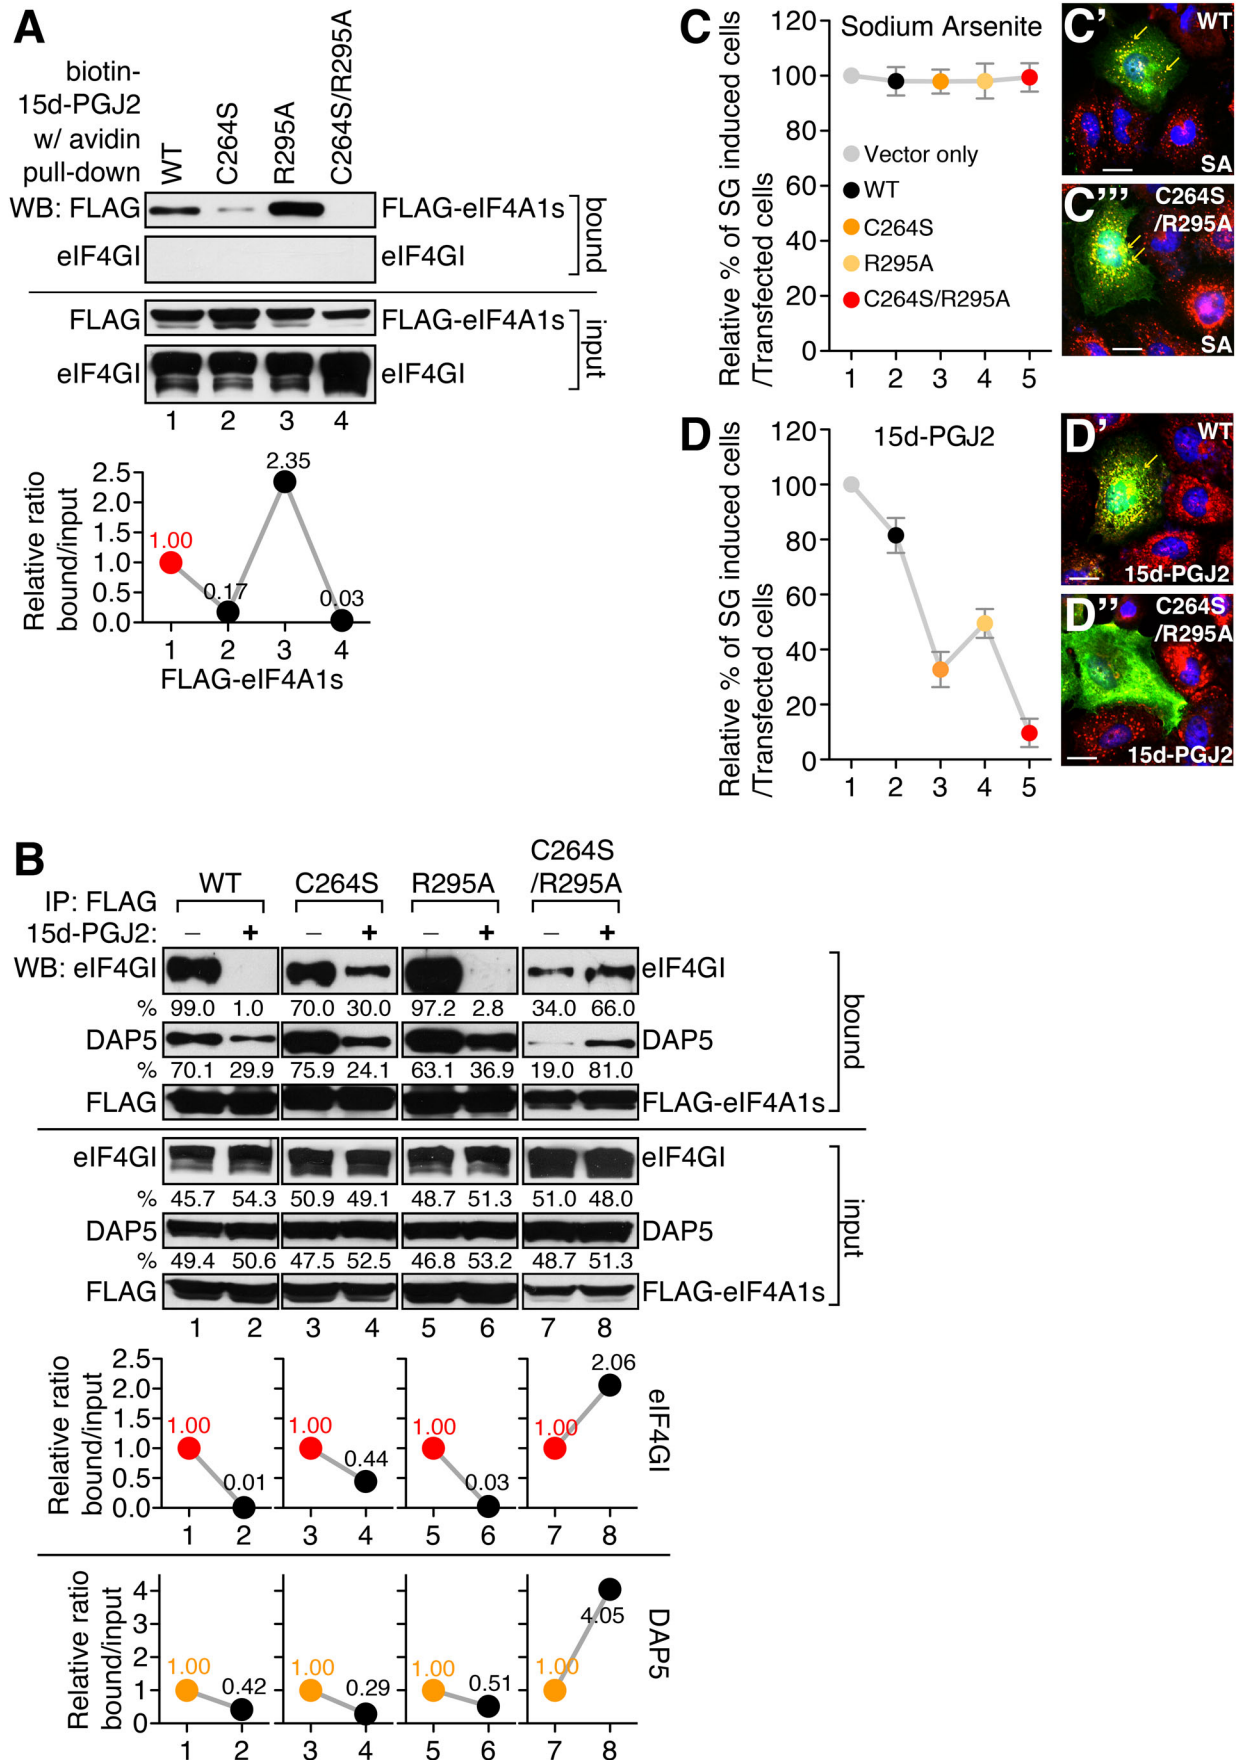 A
biotin-
15d-PGJ2
w/ avidin
pull-down
WT
C264S
R295A
C264S/R295A
WB: FLAG
FLAG-eIF4A1s
eIF4GI
eIF4GI
bound
FLAG
FLAG-eIF4A1s
eIF4GI
eIF4GI
input
1 2 3 4
Relative ratio
bound/input
2.5
2.0
1.5
1.0
0.5
0.0
1.00
0.17
2.35
0.03
1 2 3 4
FLAG-eIF4A1s
B
IP: FLAG
WT
C264S
R295A
C264S
/R295A
15d-PGJ2: – + – + – + – +
WB: eIF4GI
eIF4GI
% 99.0 1.0 70.0 30.0 97.2 2.8 34.0 66.0
DAP5
DAP5
% 70.1 29.9 75.9 24.1 63.1 36.9 19.0 81.0
FLAG
FLAG-eIF4A1s
bound
eIF4GI
eIF4GI
% 45.7 54.3 50.9 49.1 48.7 51.3 51.0 48.0
DAP5
DAP5
% 49.4 50.6 47.5 52.5 46.8 53.2 48.7 51.3
FLAG
FLAG-eIF4A1s
input
1 2 3 4 5 6 7 8
Relative ratio
bound/input
2.5
2.0
1.5
1.0
0.5
0.0
1.00 0.01
1.00 0.44
1.00 0.03
1.00 2.06
eIF4GI
1 2 3 4 5 6 7 8
Relative ratio
bound/input
4
3
2
1
0
1.00 0.42
1.00 0.29
1.00 0.51
1.00 4.05
DAP5
1 2 3 4 5 6 7 8
C
Relative % of SG induced cells
/Transfected cells
Sodium Arsenite
120
100
80
60
40
20
0
Vector only
WT
C264S
R295A
C264S/R295A
1 2 3 4 5
C'
WT
SA
C'''
C264S
/R295A
SA
D
Relative % of SG induced cells
/Transfected cells
15d-PGJ2
120
100
80
60
40
20
0
1 2 3 4 5
D'
WT
15d-PGJ2
D''
C264S
/R295A
15d-PGJ2